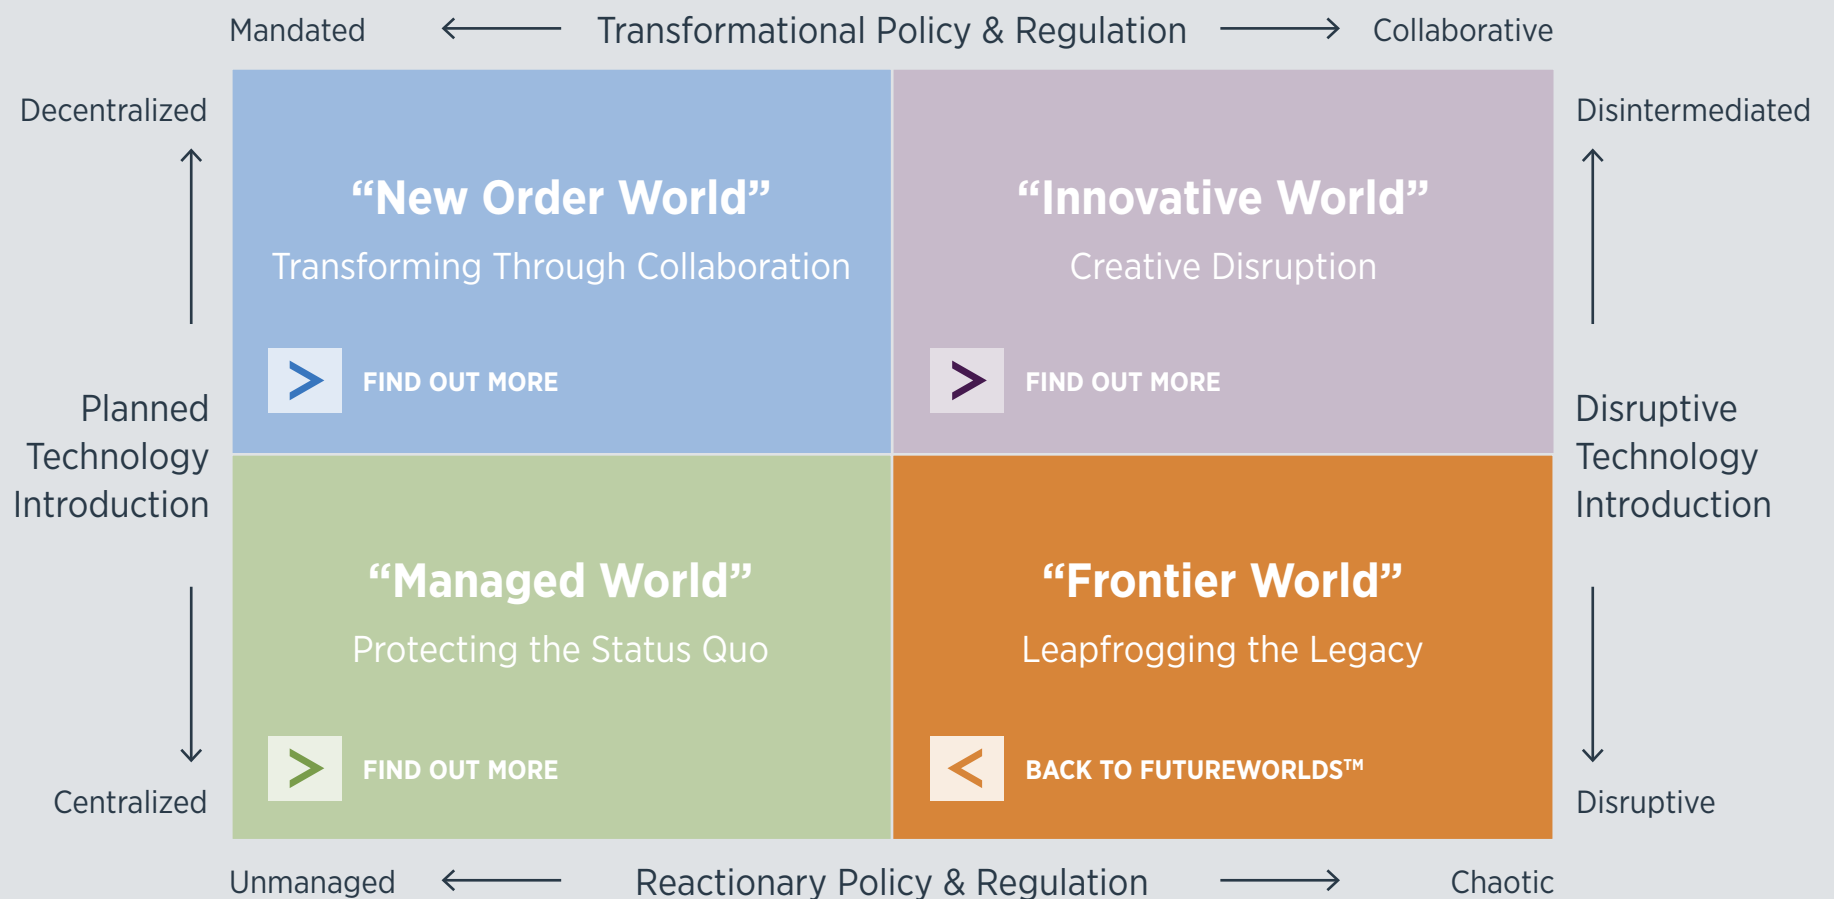 Mandated
Transformational Policy & Regulation
Collaborative
Decentralized
Disintermediated
“New Order World”
Transforming Through Collaboration
> FIND OUT MORE
“Innovative World”
Creative Disruption
> FIND OUT MORE
Planned
Technology
Introduction
Disruptive
Technology
Introduction
“Managed World”
Protecting the Status Quo
> FIND OUT MORE
“Frontier World”
Leapfrogging the Legacy
< BACK TO FUTUREWORLDS™
Centralized
Disruptive
Unmanaged
Reactionary Policy & Regulation
Chaotic